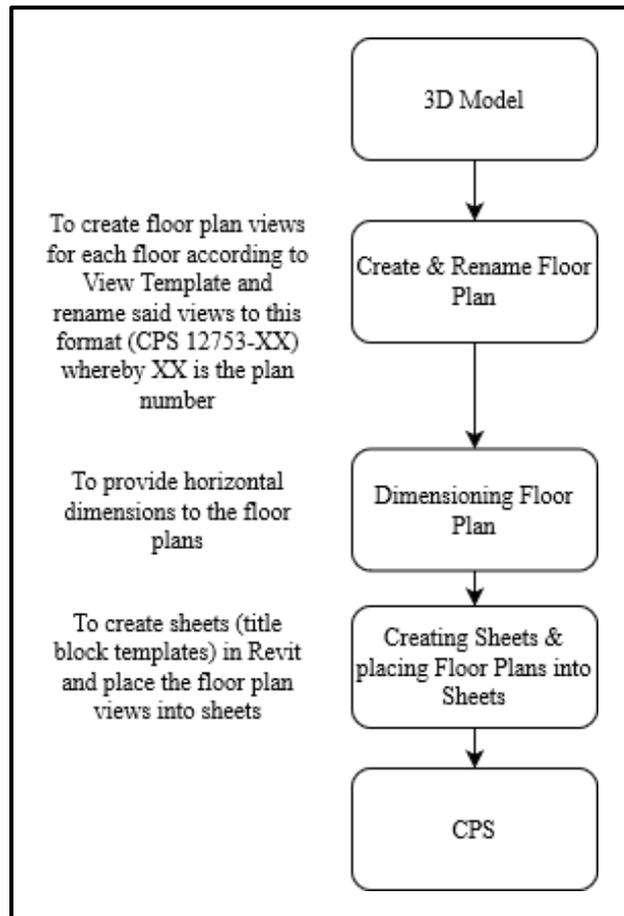 3D Model
To create floor plan views
for each floor according to
View Template and
rename said views to this
format (CPS 12753-XX)
whereby XX is the plan
number
Create & Rename Floor
Plan
To provide horizontal
dimensions to the floor
plans
Dimensioning Floor
Plan
To create sheets (title
block templates) in Revit
and place the floor plan
views into sheets
Creating Sheets &
placing Floor Plans into
Sheets
CPS